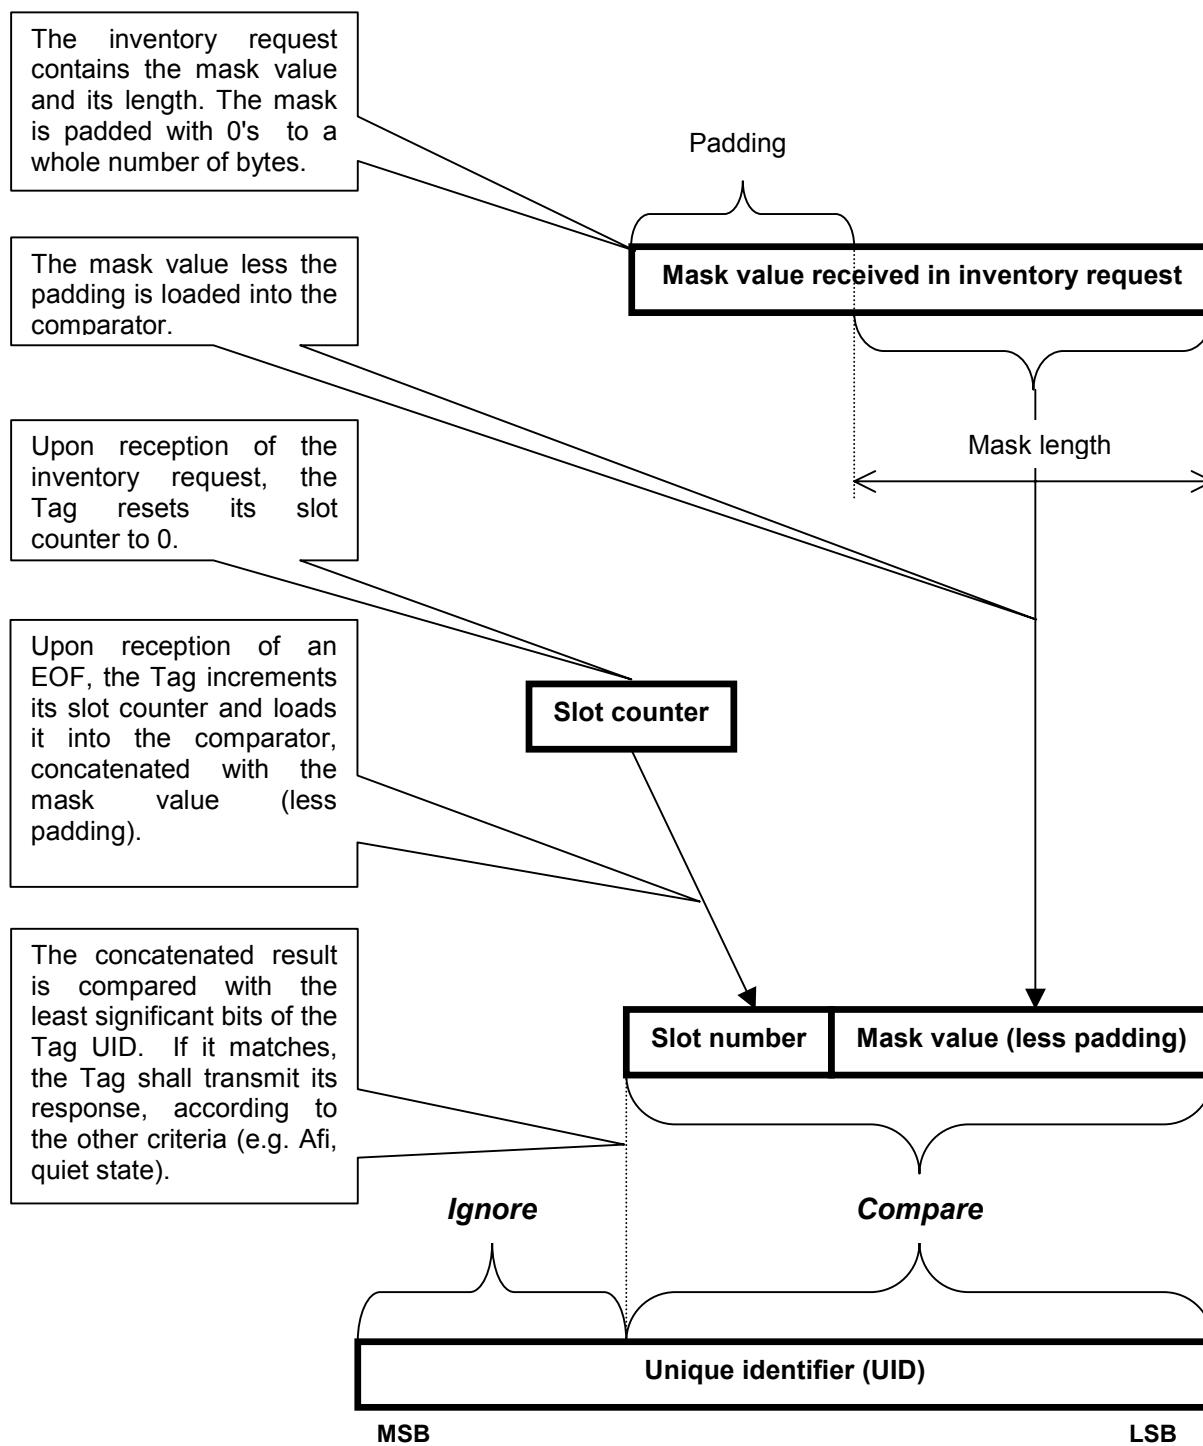 The inventory request
contains the mask value
and its length. The mask
is padded with 0's to a
whole number of bytes.
Padding
The mask value less the
padding is loaded into the
comparator.
Mask value received in inventory request
Upon reception of the
inventory request, the
Tag resets its slot
counter to 0.
Mask length
Upon reception of an
EOF, the Tag increments
its slot counter and loads
it into the comparator,
concatenated with the
mask value (less
padding).
Slot counter
The concatenated result
is compared with the
least significant bits of the
Tag UID. If it matches,
the Tag shall transmit its
response, according to
the other criteria (e.g. Afi,
quiet state).
Slot number
Mask value (less padding)
Ignore
Compare
Unique identifier (UID)
MSB
LSB